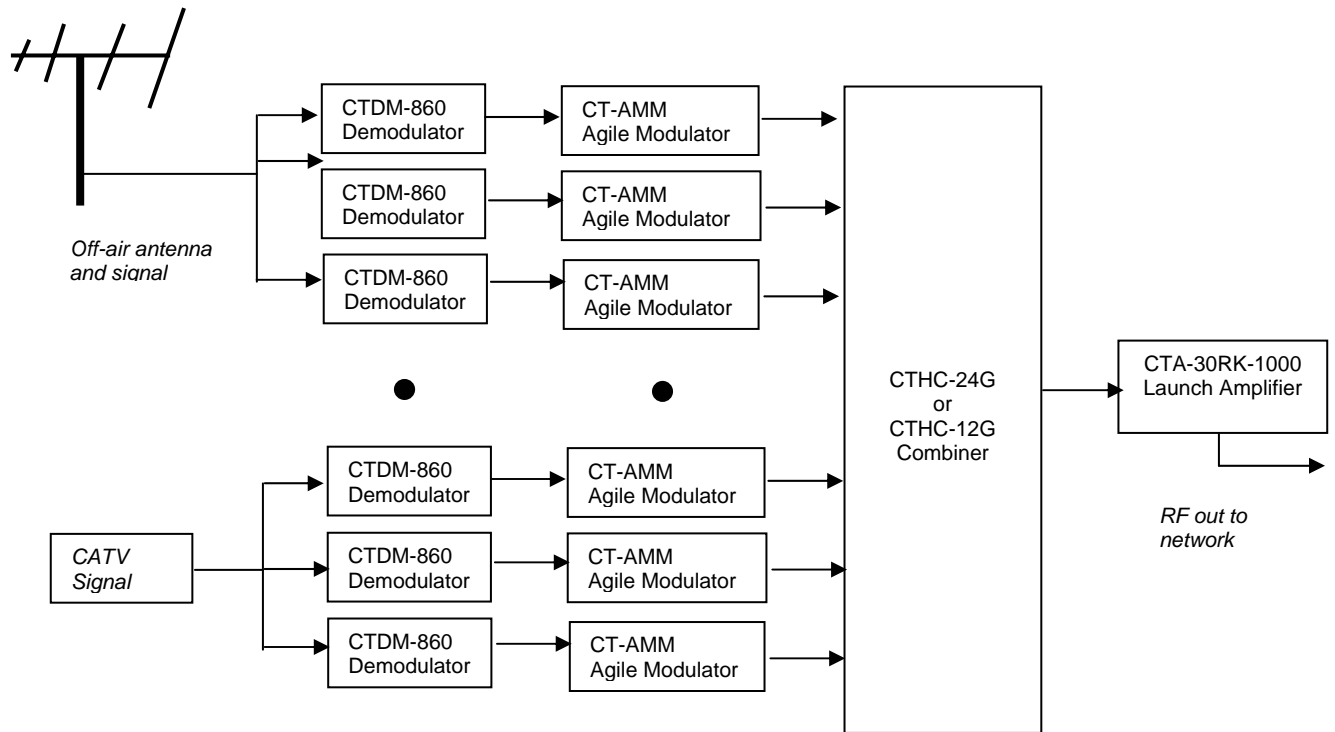 CTDM-860
Demodulator
CT-AMM
Agile Modulator
CTDM-860
Demodulator
CT-AMM
Agile Modulator
Off-air antenna
and signal
CTDM-860
Demodulator
CT-AMM
Agile Modulator
CTHC-24G
or
CTHC-12G
Combiner
CTA-30RK-1000
Launch Amplifier
RF out to
network
CTDM-860
Demodulator
CT-AMM
Agile Modulator
CATV
Signal
CTDM-860
Demodulator
CT-AMM
Agile Modulator
CTDM-860
Demodulator
CT-AMM
Agile Modulator